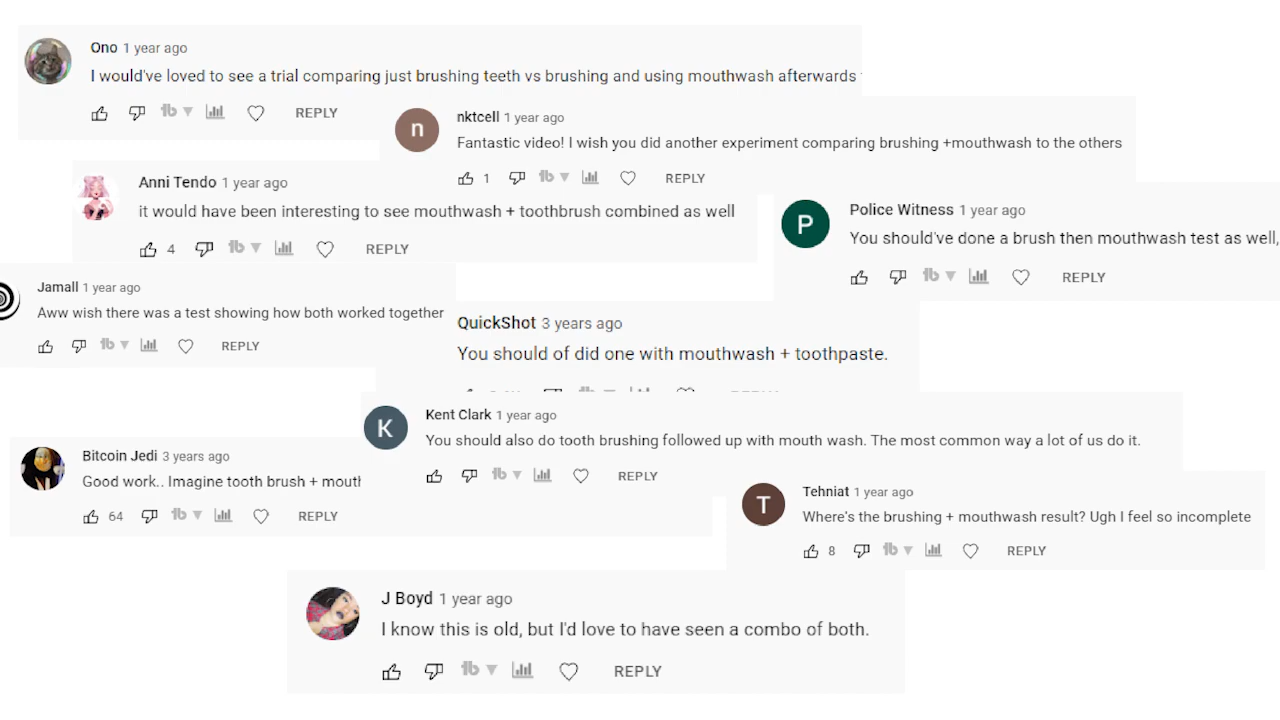 Ono 1 year ago
I would've loved to see a trial comparing just brushing teeth vs brushing and using mouthwash afterwards
REPLY
n
nktcell 1 year ago
Fantastic video! I wish you did another experiment comparing brushing +mouthwash to the others
1 REPLY
Anni Tendo 1 year ago
it would have been interesting to see mouthwash + toothbrush combined as well
4 REPLY
P
Police Witness 1 year ago
You should've done a brush then mouthwash test as well,
REPLY
Jamall 1 year ago
Aww wish there was a test showing how both worked together
REPLY
QuickShot 3 years ago
You should of did one with mouthwash + toothpaste.
K
Kent Clark 1 year ago
You should also do tooth brushing followed up with mouth wash. The most common way a lot of us do it.
REPLY
Bitcoin Jedi 3 years ago
Good work.. Imagine tooth brush + mout
64 REPLY
T
Tehniat 1 year ago
Where's the brushing + mouthwash result? Ugh I feel so incomplete
8 REPLY
J Boyd 1 year ago
I know this is old, but I'd love to have seen a combo of both.
REPLY